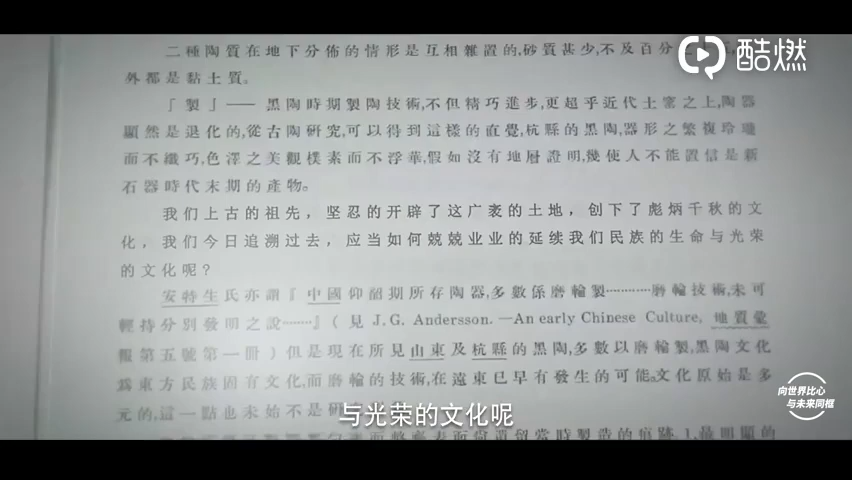 二種陶質在地下分佈的情形是互相雜置的,砂質甚少,不及百分之
酷燃
外都是黏土質。
「製」—— 黑陶時期製陶技術,不但精巧進步,更超乎近代土窰之上,陶器
顯然是退化的,從古陶研究,可以得到這樣的直覺,杭縣的黑陶,器形之繁複玲瓏
而不纖巧,色澤之美觀樸素而不浮華,假如沒有地層證明,幾使人不能置信是新
石器時代末期的產物。
我们上古的祖先，坚忍的开辟了这广袤的土地，创下了彪炳千秋的文
化，我们今日追溯过去，应当如何兢兢业业的延续我们民族的生命与光荣
的文化呢？
安特生氏亦謂『中國仰韶期所存陶器,多數係磨輪製…………磨輪技術,未可
輕持分別發明之說………』(見J.G. Andersson. —An early Chinese Culture, 地質彙
報第五號第一冊)但是現在所見山東及杭縣的黑陶,多數以磨輪製,黑陶文化
爲東方民族固有文化,而磨輪的技術,在遠東已早有發生的可能。文化原始是多
向世界比心
与未来同框
元的,這一點也未始不是研
与光荣的文化呢
當時製造的痕跡,1,最明顯的